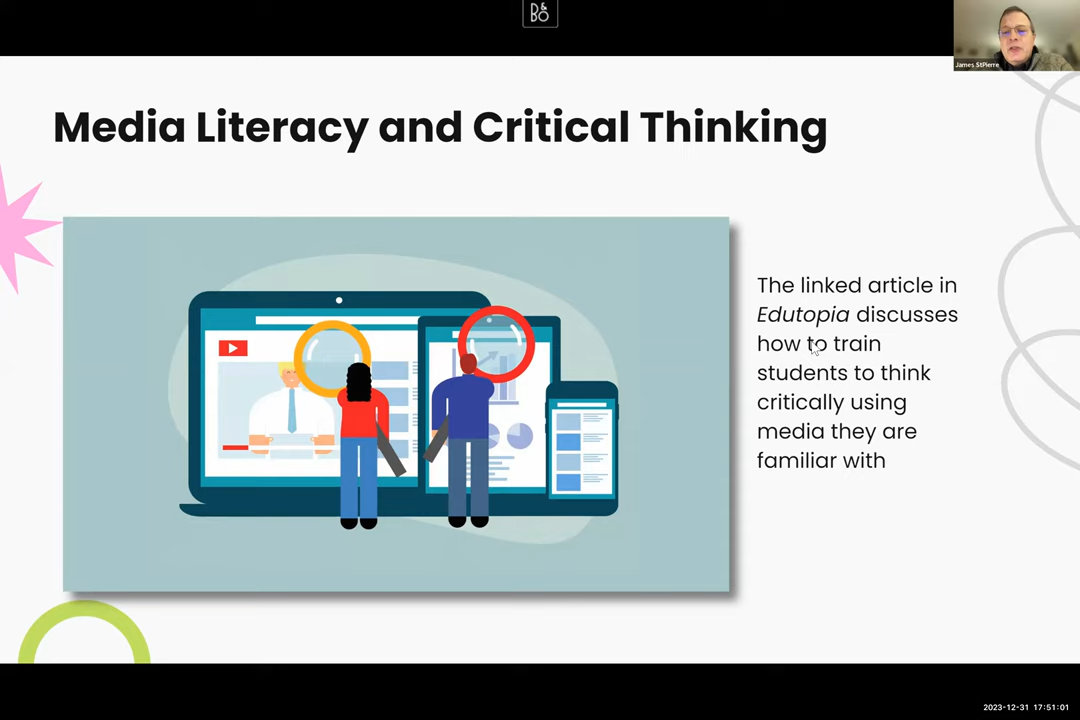 B&O
James StPierre
Media Literacy and Critical Thinking
The linked article in
Edutopia discusses
how to train
students to think
critically using
media they are
familiar with
2023-12-31 17:51:01